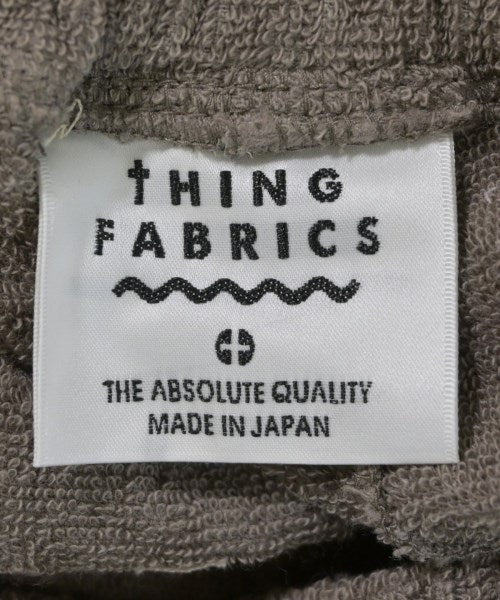 tHING
FABRICS
THE ABSOLUTE QUALITY
MADE IN JAPAN